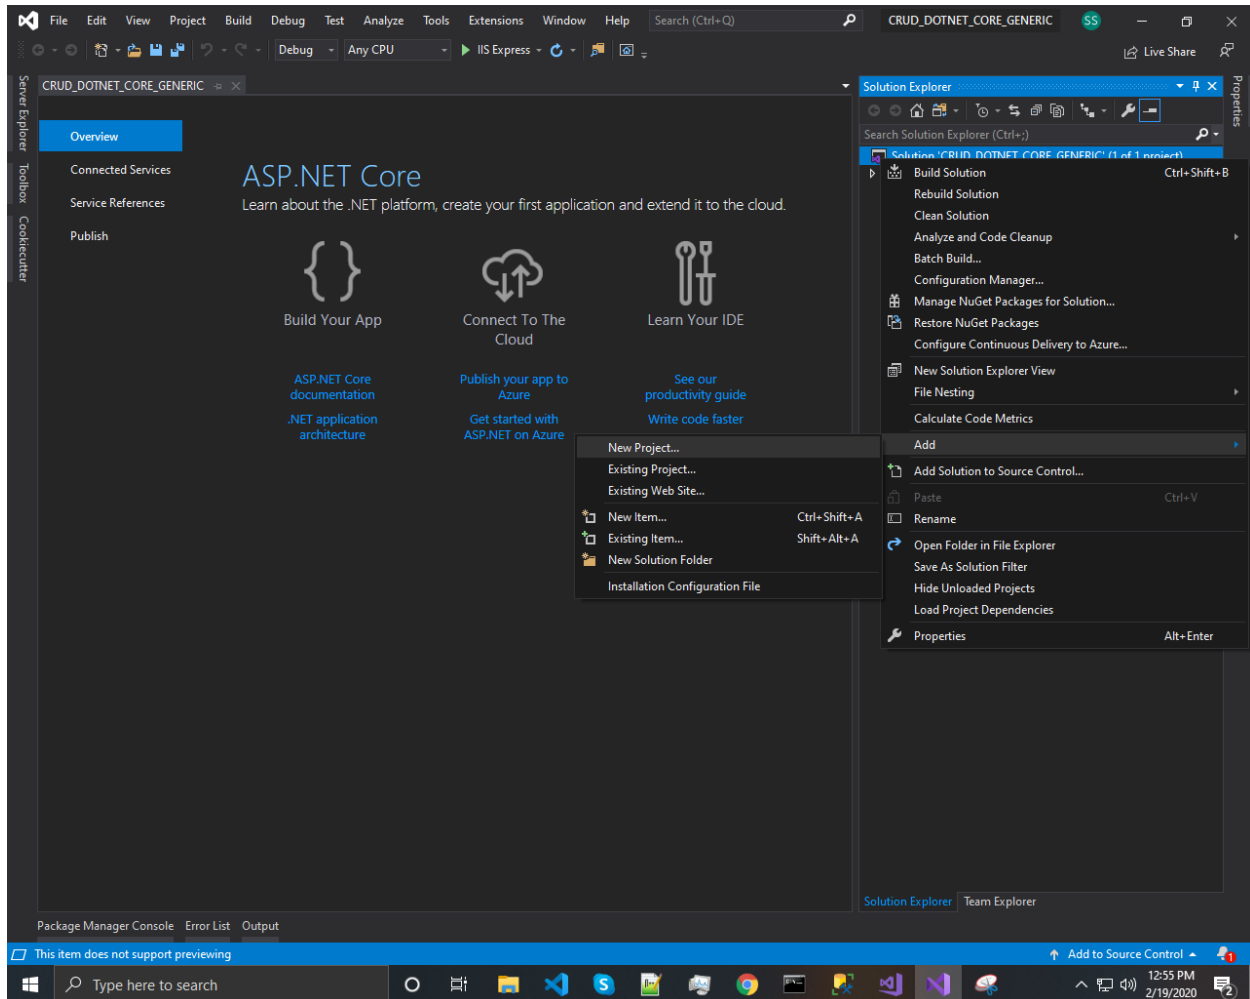 File Edit View Project Build Debug Test Analyze Tools Extensions Window Help Search (Ctrl+Q) CRUD_DOTNET_CORE_GENERIC SS
Debug Any CPU IIS Express Live Share
Server Explorer
Toolbox
Cookiecutter
CRUD_DOTNET_CORE_GENERIC
Overview
Connected Services
Service References
Publish
ASP.NET Core
Learn about the .NET platform, create your first application and extend it to the cloud.
Build Your App
Connect To The
Cloud
Learn Your IDE
ASP.NET Core
documentation
Publish your app to
Azure
See our
productivity guide
.NET application
architecture
Get started with
ASP.NET on Azure
Write code faster
New Project...
Existing Project...
Existing Web Site...
New Item... Ctrl+Shift+A
Existing Item... Shift+Alt+A
New Solution Folder
Installation Configuration File
Solution Explorer
Search Solution Explorer (Ctrl+;)
Solution 'CRUD_DOTNET_CORE_GENERIC' (1 of 1 project)
Build Solution Ctrl+Shift+B
Rebuild Solution
Clean Solution
Analyze and Code Cleanup
Batch Build...
Configuration Manager...
Manage NuGet Packages for Solution...
Restore NuGet Packages
Configure Continuous Delivery to Azure...
New Solution Explorer View
File Nesting
Calculate Code Metrics
Add
Add Solution to Source Control...
Paste Ctrl+V
Rename
Open Folder in File Explorer
Save As Solution Filter
Hide Unloaded Projects
Load Project Dependencies
Properties Alt+Enter
Properties
Solution Explorer Team Explorer
Package Manager Console Error List Output
This item does not support previewing Add to Source Control 1
Type here to search
12:55 PM
2/19/2020
2